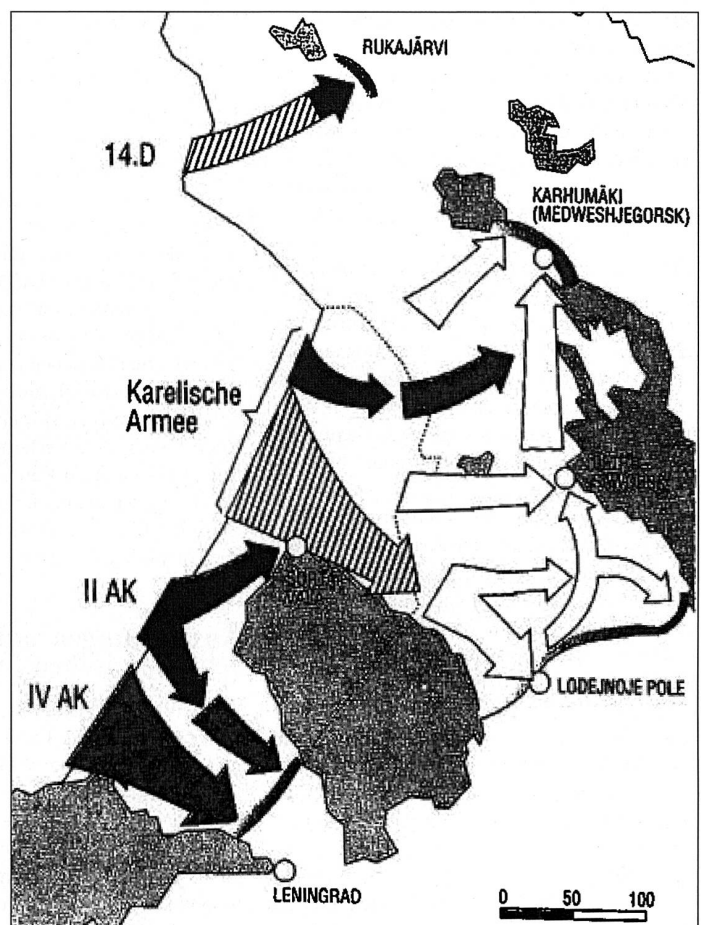 RUKAJÄRVI
14.D
KARHUMÄKI
(MEDWESHJEGORSK)
Karelische
Armee
II AK
IV AK
LODEJNOJE POLE
LENINGRAD
0 50 100